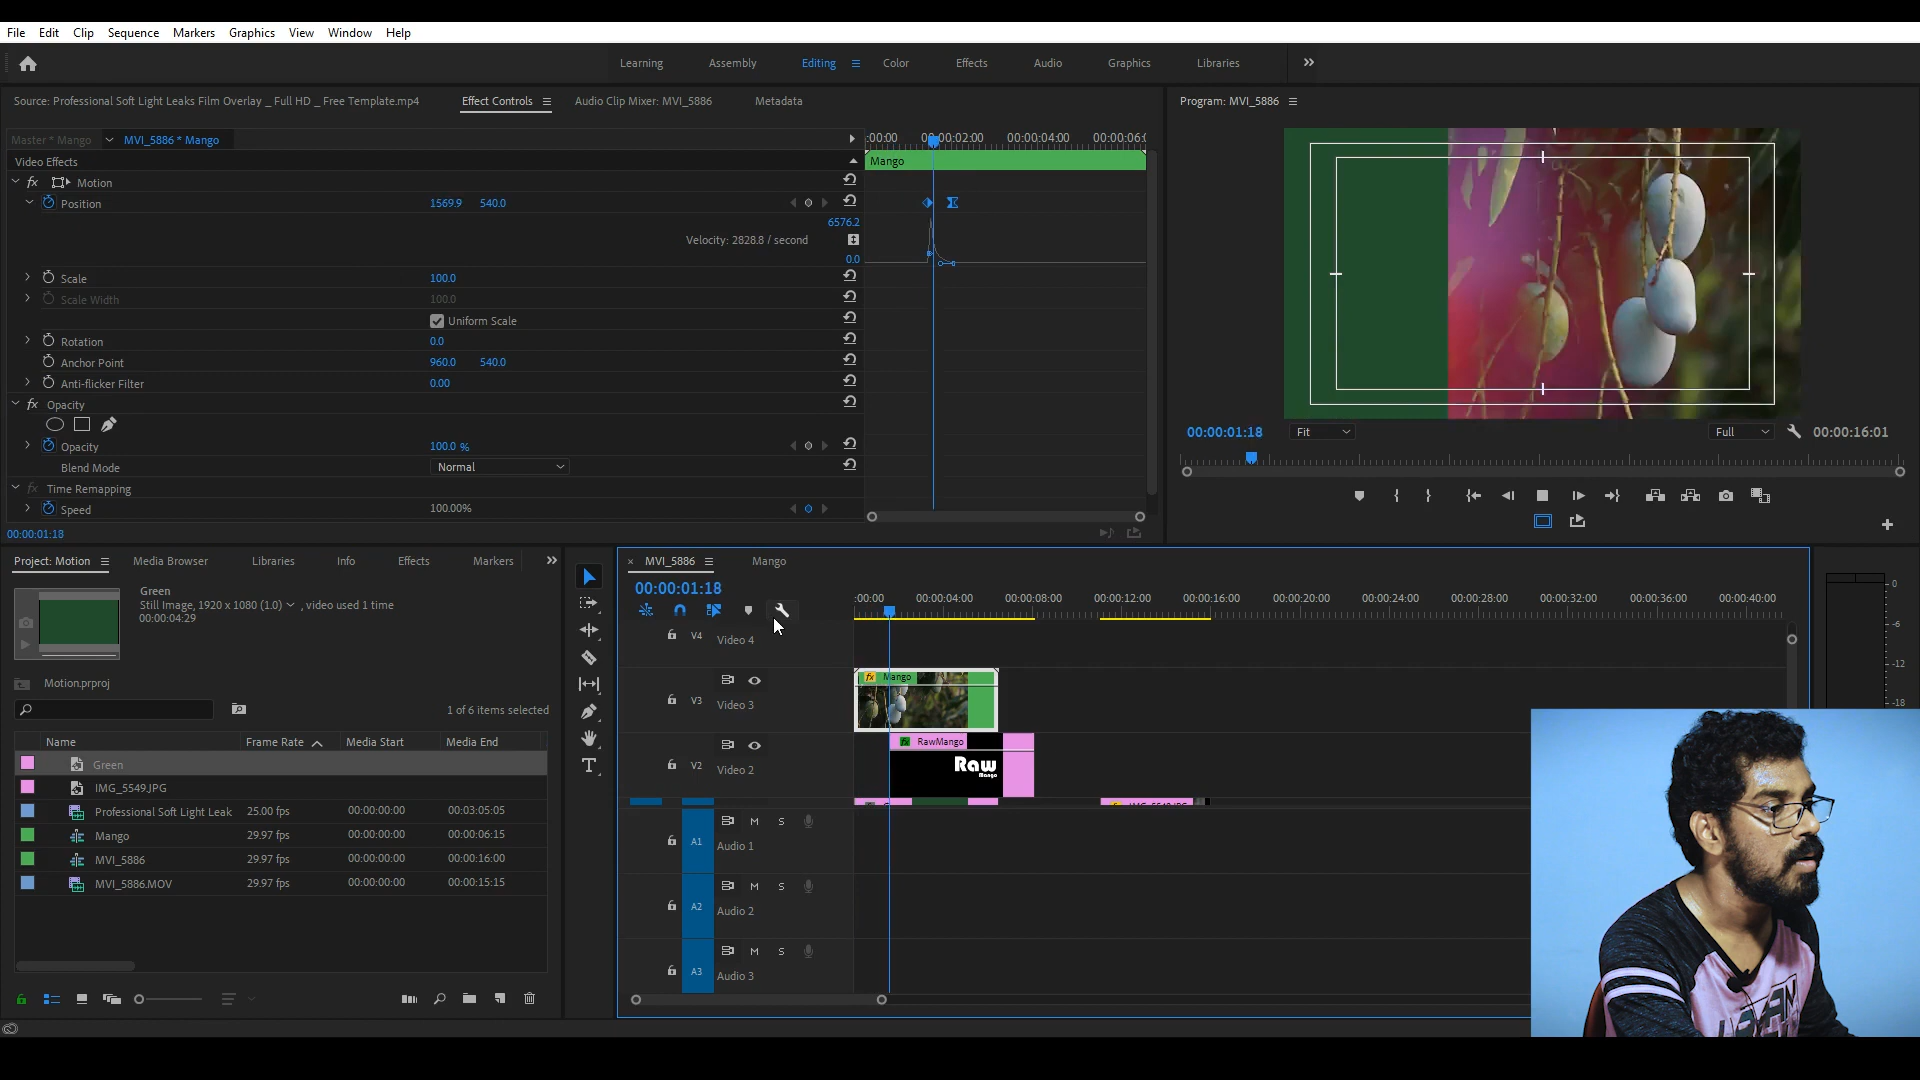 File Edit Clip Sequence Markers Graphics View Window Help
Learning Assembly Editing Color Effects Audio Graphics Libraries
Source: Professional Soft Light Leaks Film Overlay _ Full HD _ Free Template.mp4 Effect Controls Audio Clip Mixer: MVI_5886 Metadata
Program: MVI_5886
Master * Mango MVI_5886 * Mango
:00:00 00:00:02:00 00:00:04:00 00:00:06:(
Video Effects
Mango
fx Motion
Position 1569.9 540.0
6576.2
Velocity: 2828.8 / second
0.0
Scale 100.0
Scale Width 100.0
Uniform Scale
Rotation 0.0
Anchor Point 960.0 540.0
Anti-flicker Filter 0.00
fx Opacity
Opacity 100.0 %
Blend Mode Normal
fx Time Remapping
Speed 100.00%
00:00:01:18
00:00:01:18 Fit Full 00:00:16:01
Project: Motion Media Browser Libraries Info Effects Markers
Green
Still Image, 1920 x 1080 (1.0) , video used 1 time
00:00:04:29
Motion.prproj
1 of 6 items selected
Name Frame Rate Media Start Media End
Green
IMG_5549.JPG
Professional Soft Light Leak 25.00 fps 00:00:00:00 00:03:05:05
Mango 29.97 fps 00:00:00:00 00:00:06:15
MVI_5886 29.97 fps 00:00:00:00 00:00:16:00
MVI_5886.MOV 29.97 fps 00:00:00:00 00:00:15:15
× MVI_5886 Mango
00:00:01:18
:00:00 00:00:04:00 00:00:08:00 00:00:12:00 00:00:16:00 00:00:20:00 00:00:24:00 00:00:28:00 00:00:32:00 00:00:36:00 00:00:40:00
V4 Video 4
V3 Video 3
fx Mango
V2 Video 2
fx RawMango
Raw
Mango
A1 M S
Audio 1
A2 M S
Audio 2
A3 M S
Audio 3
0
-6
-12
-18